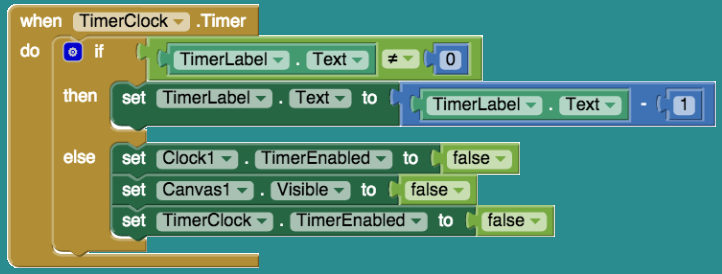 when TimerClock .Timer
do if TimerLabel . Text ≠ 0
then set TimerLabel . Text to TimerLabel . Text - 1
else set Clock1 . TimerEnabled to false
set Canvas1 . Visible to false
set TimerClock . TimerEnabled to false